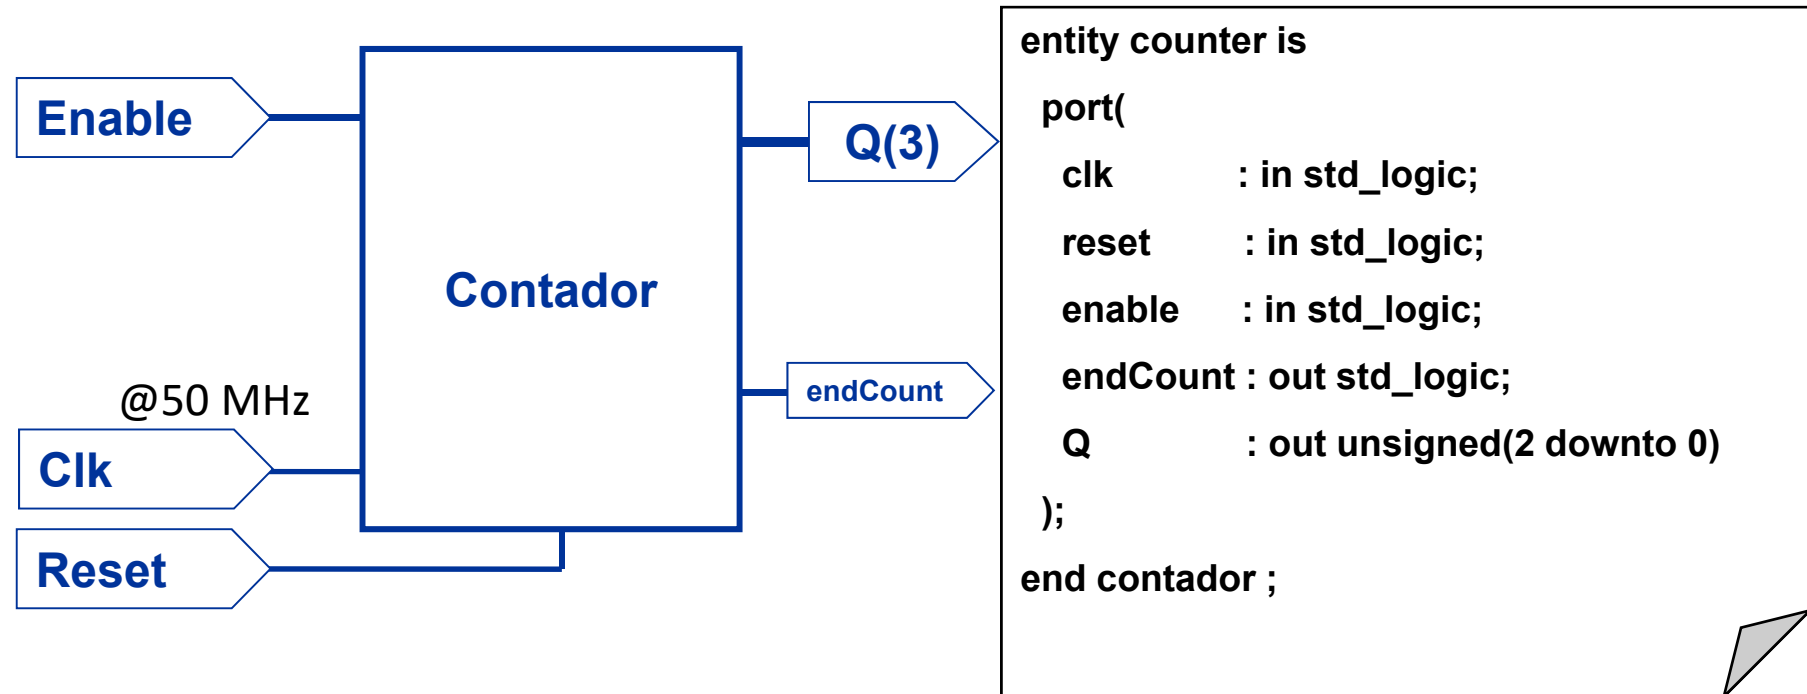 Enable
Q(3)
Contador
endCount
@50 MHz
Clk
Reset
entity counter is
port(
clk : in std_logic;
reset : in std_logic;
enable : in std_logic;
endCount : out std_logic;
Q : out unsigned(2 downto 0)
);
end contador ;